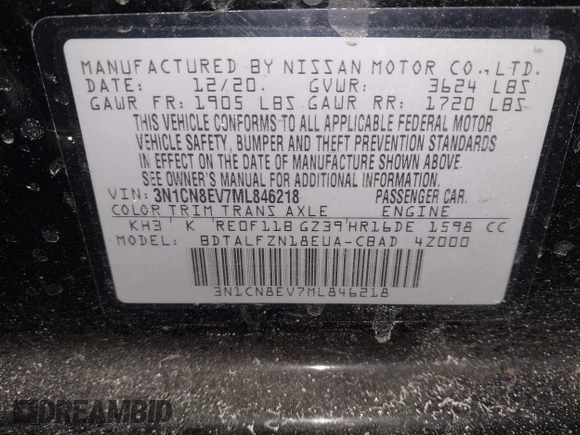 MANUFACTURED BY NISSAN MOTOR CO.,LTD.
DATE: 12/20. GVWR: 3624 LBS
GAWR FR: 1905 LBS GAWR RR: 1720 LBS
THIS VEHICLE CONFORMS TO ALL APPLICABLE FEDERAL MOTOR
VEHICLE SAFETY, BUMPER AND THEFT PREVENTION STANDARDS
IN EFFECT ON THE DATE OF MANUFACTURE SHOWN ABOVE.
SEE OWNER'S MANUAL FOR ADDITIONAL INFORMATION.
VIN: 3N1CN8EV7ML846218 PASSENGER CAR.
COLOR TRIM TRANS AXLE ENGINE
KH3 K RE0F11B GZ39 HR16DE 1598 CC
MODEL: BDTALFZN18EUA-CBAD 4Z000
3N1CN8EV7ML846218
DREAMBID